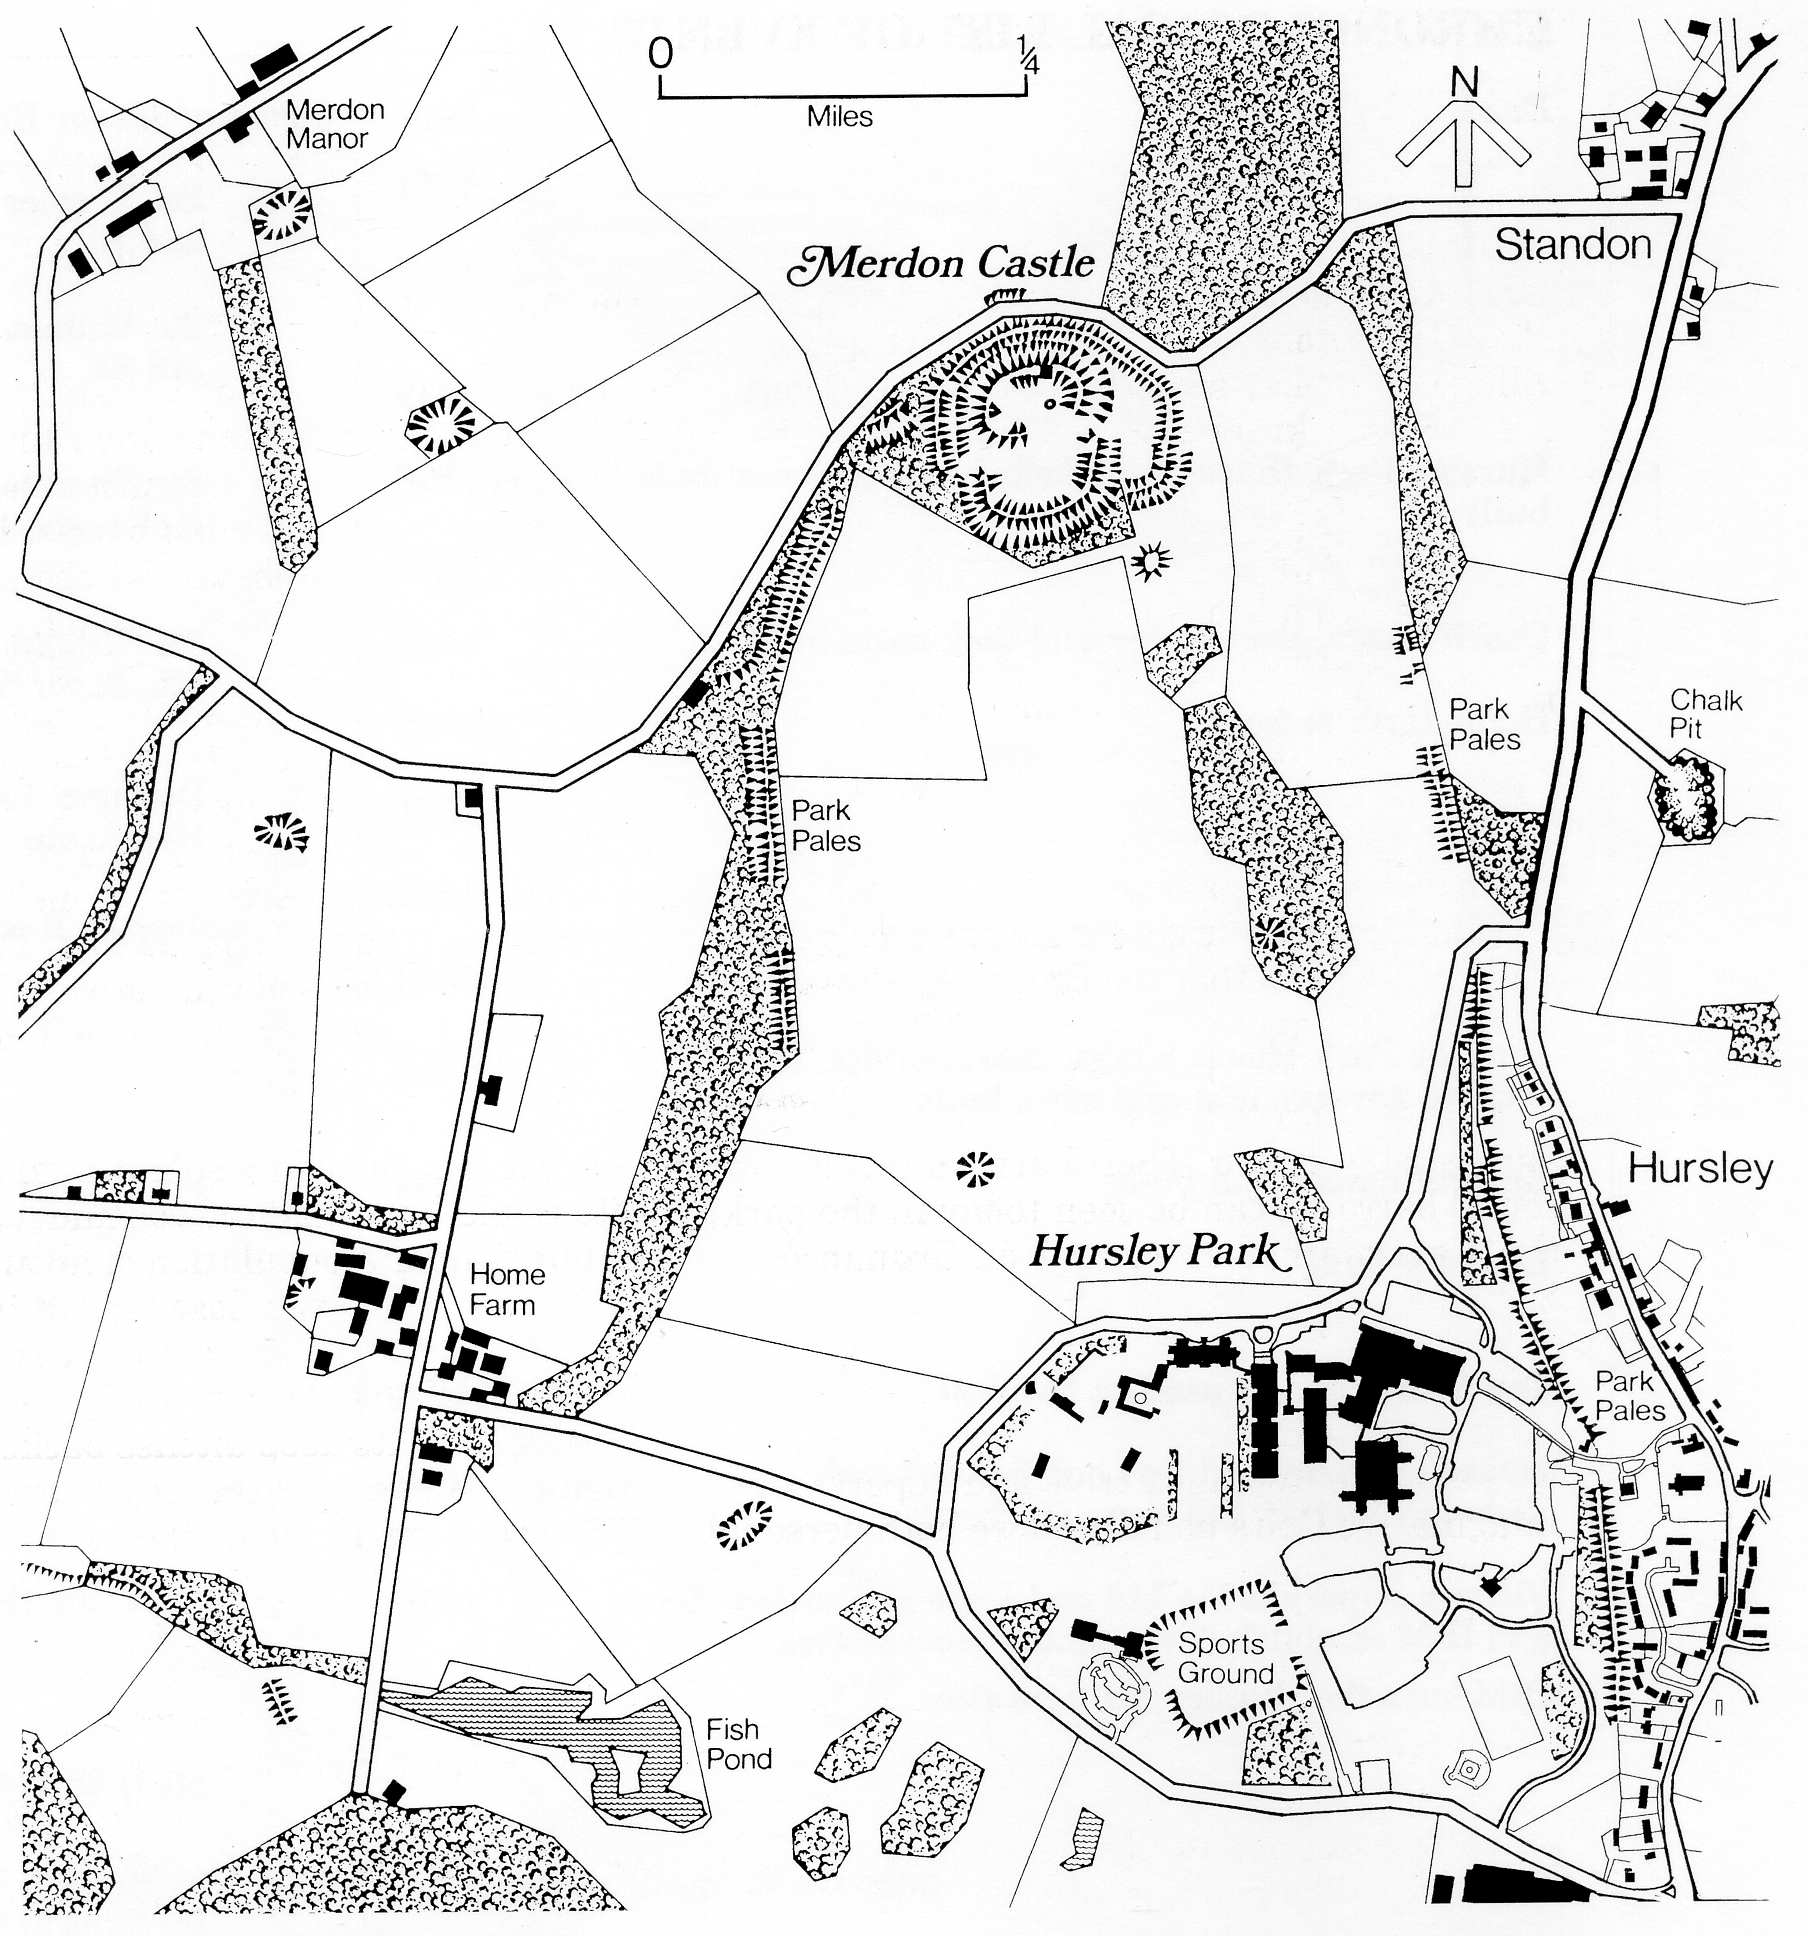 0
1/4
Miles
N
Merdon
Manor
Standon
Merdon Castle
Chalk
Pit
Park
Pales
Park
Pales
Hursley
Hursley Park
Home
Farm
Park
Pales
Sports
Ground
Fish
Pond